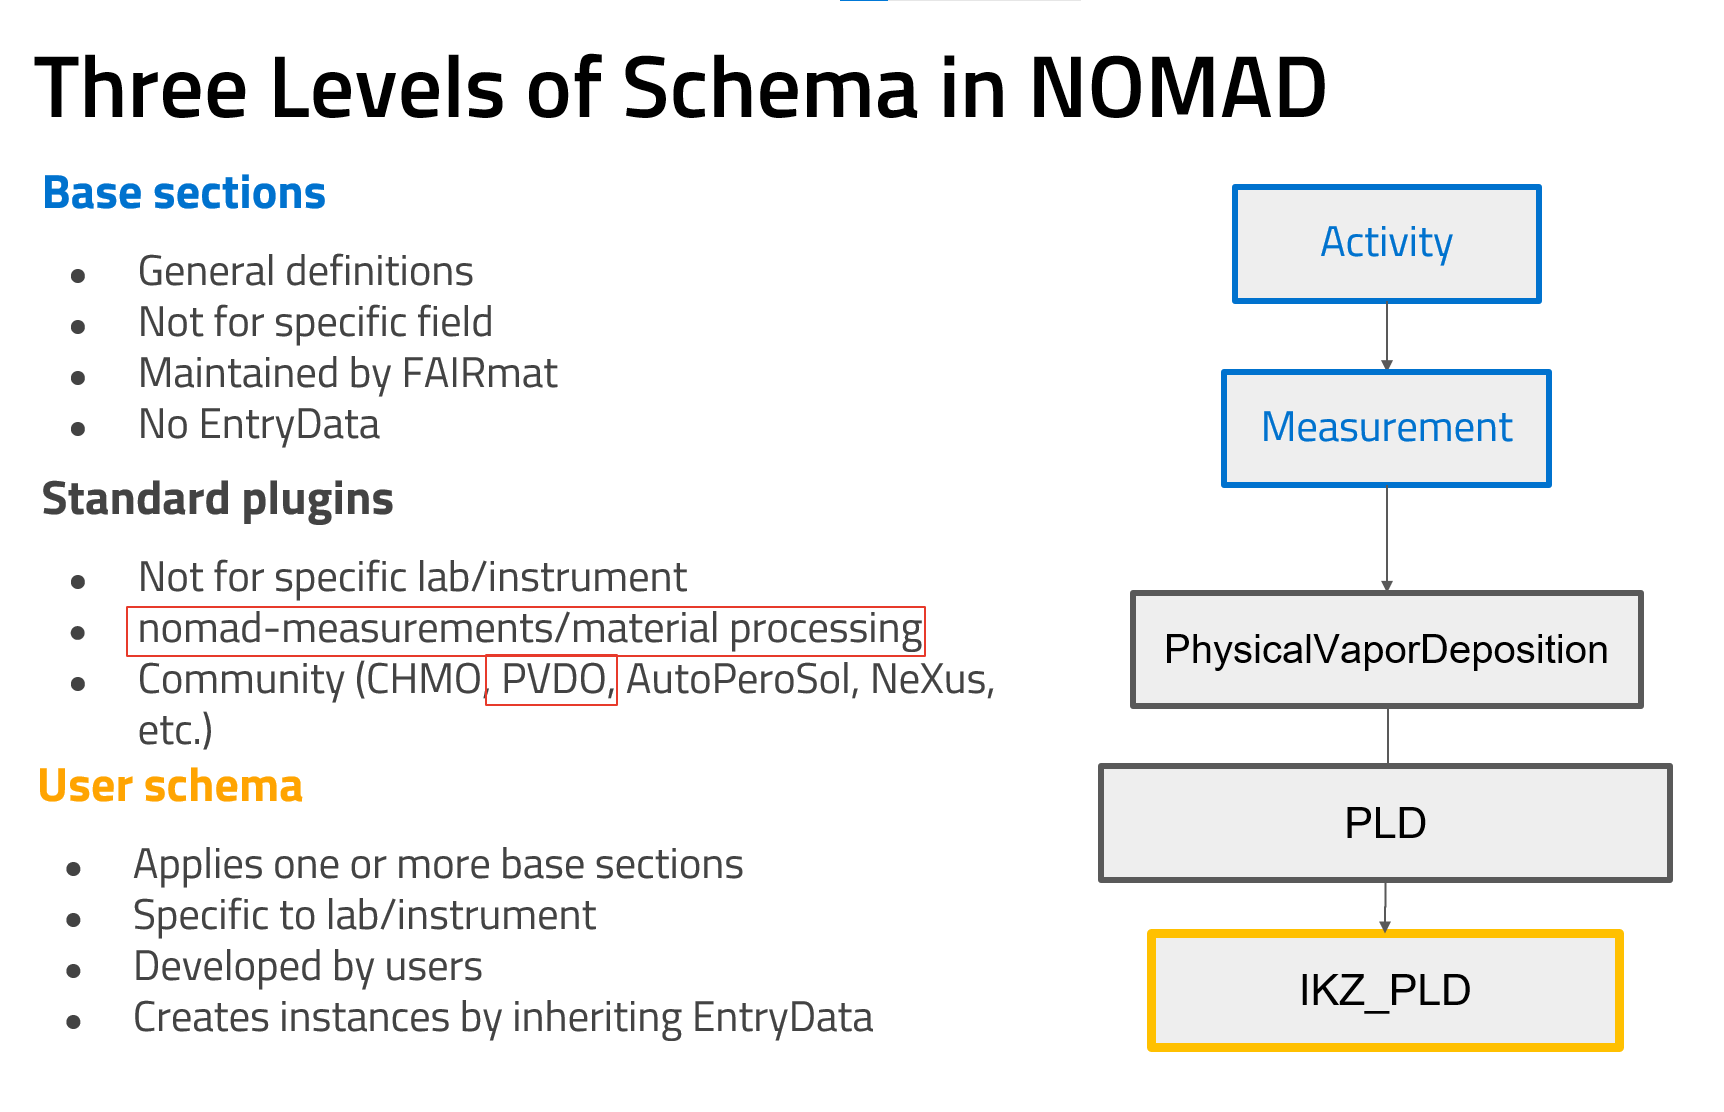 Three Levels of Schema in NOMAD
Base sections
● General definitions
● Not for specific field
● Maintained by FAIRmat
● No EntryData
Standard plugins
● Not for specific lab/instrument
● nomad-measurements/material processing
● Community (CHMO, PVDO, AutoPeroSol, NeXus,
etc.)
User schema
● Applies one or more base sections
● Specific to lab/instrument
● Developed by users
● Creates instances by inheriting EntryData
Activity
Measurement
PhysicalVaporDeposition
PLD
IKZ_PLD